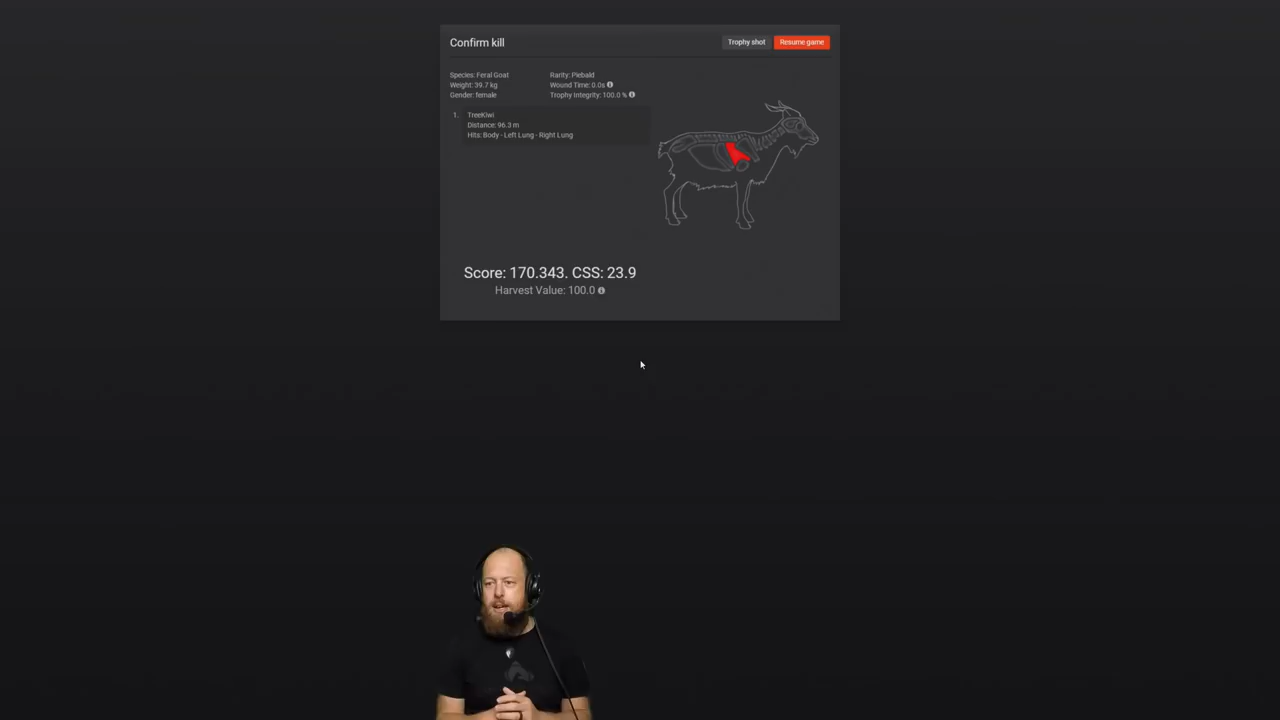 Confirm kill
Trophy shot
Resume game
Species: Feral Goat
Weight: 39.7 kg
Gender: female
Rarity: Piebald
Wound Time: 0.0s
Trophy Integrity: 100.0 %
1.
TreeKiwi
Distance: 96.3 m
Hits: Body - Left Lung - Right Lung
Score: 170.343. CSS: 23.9
Harvest Value: 100.0